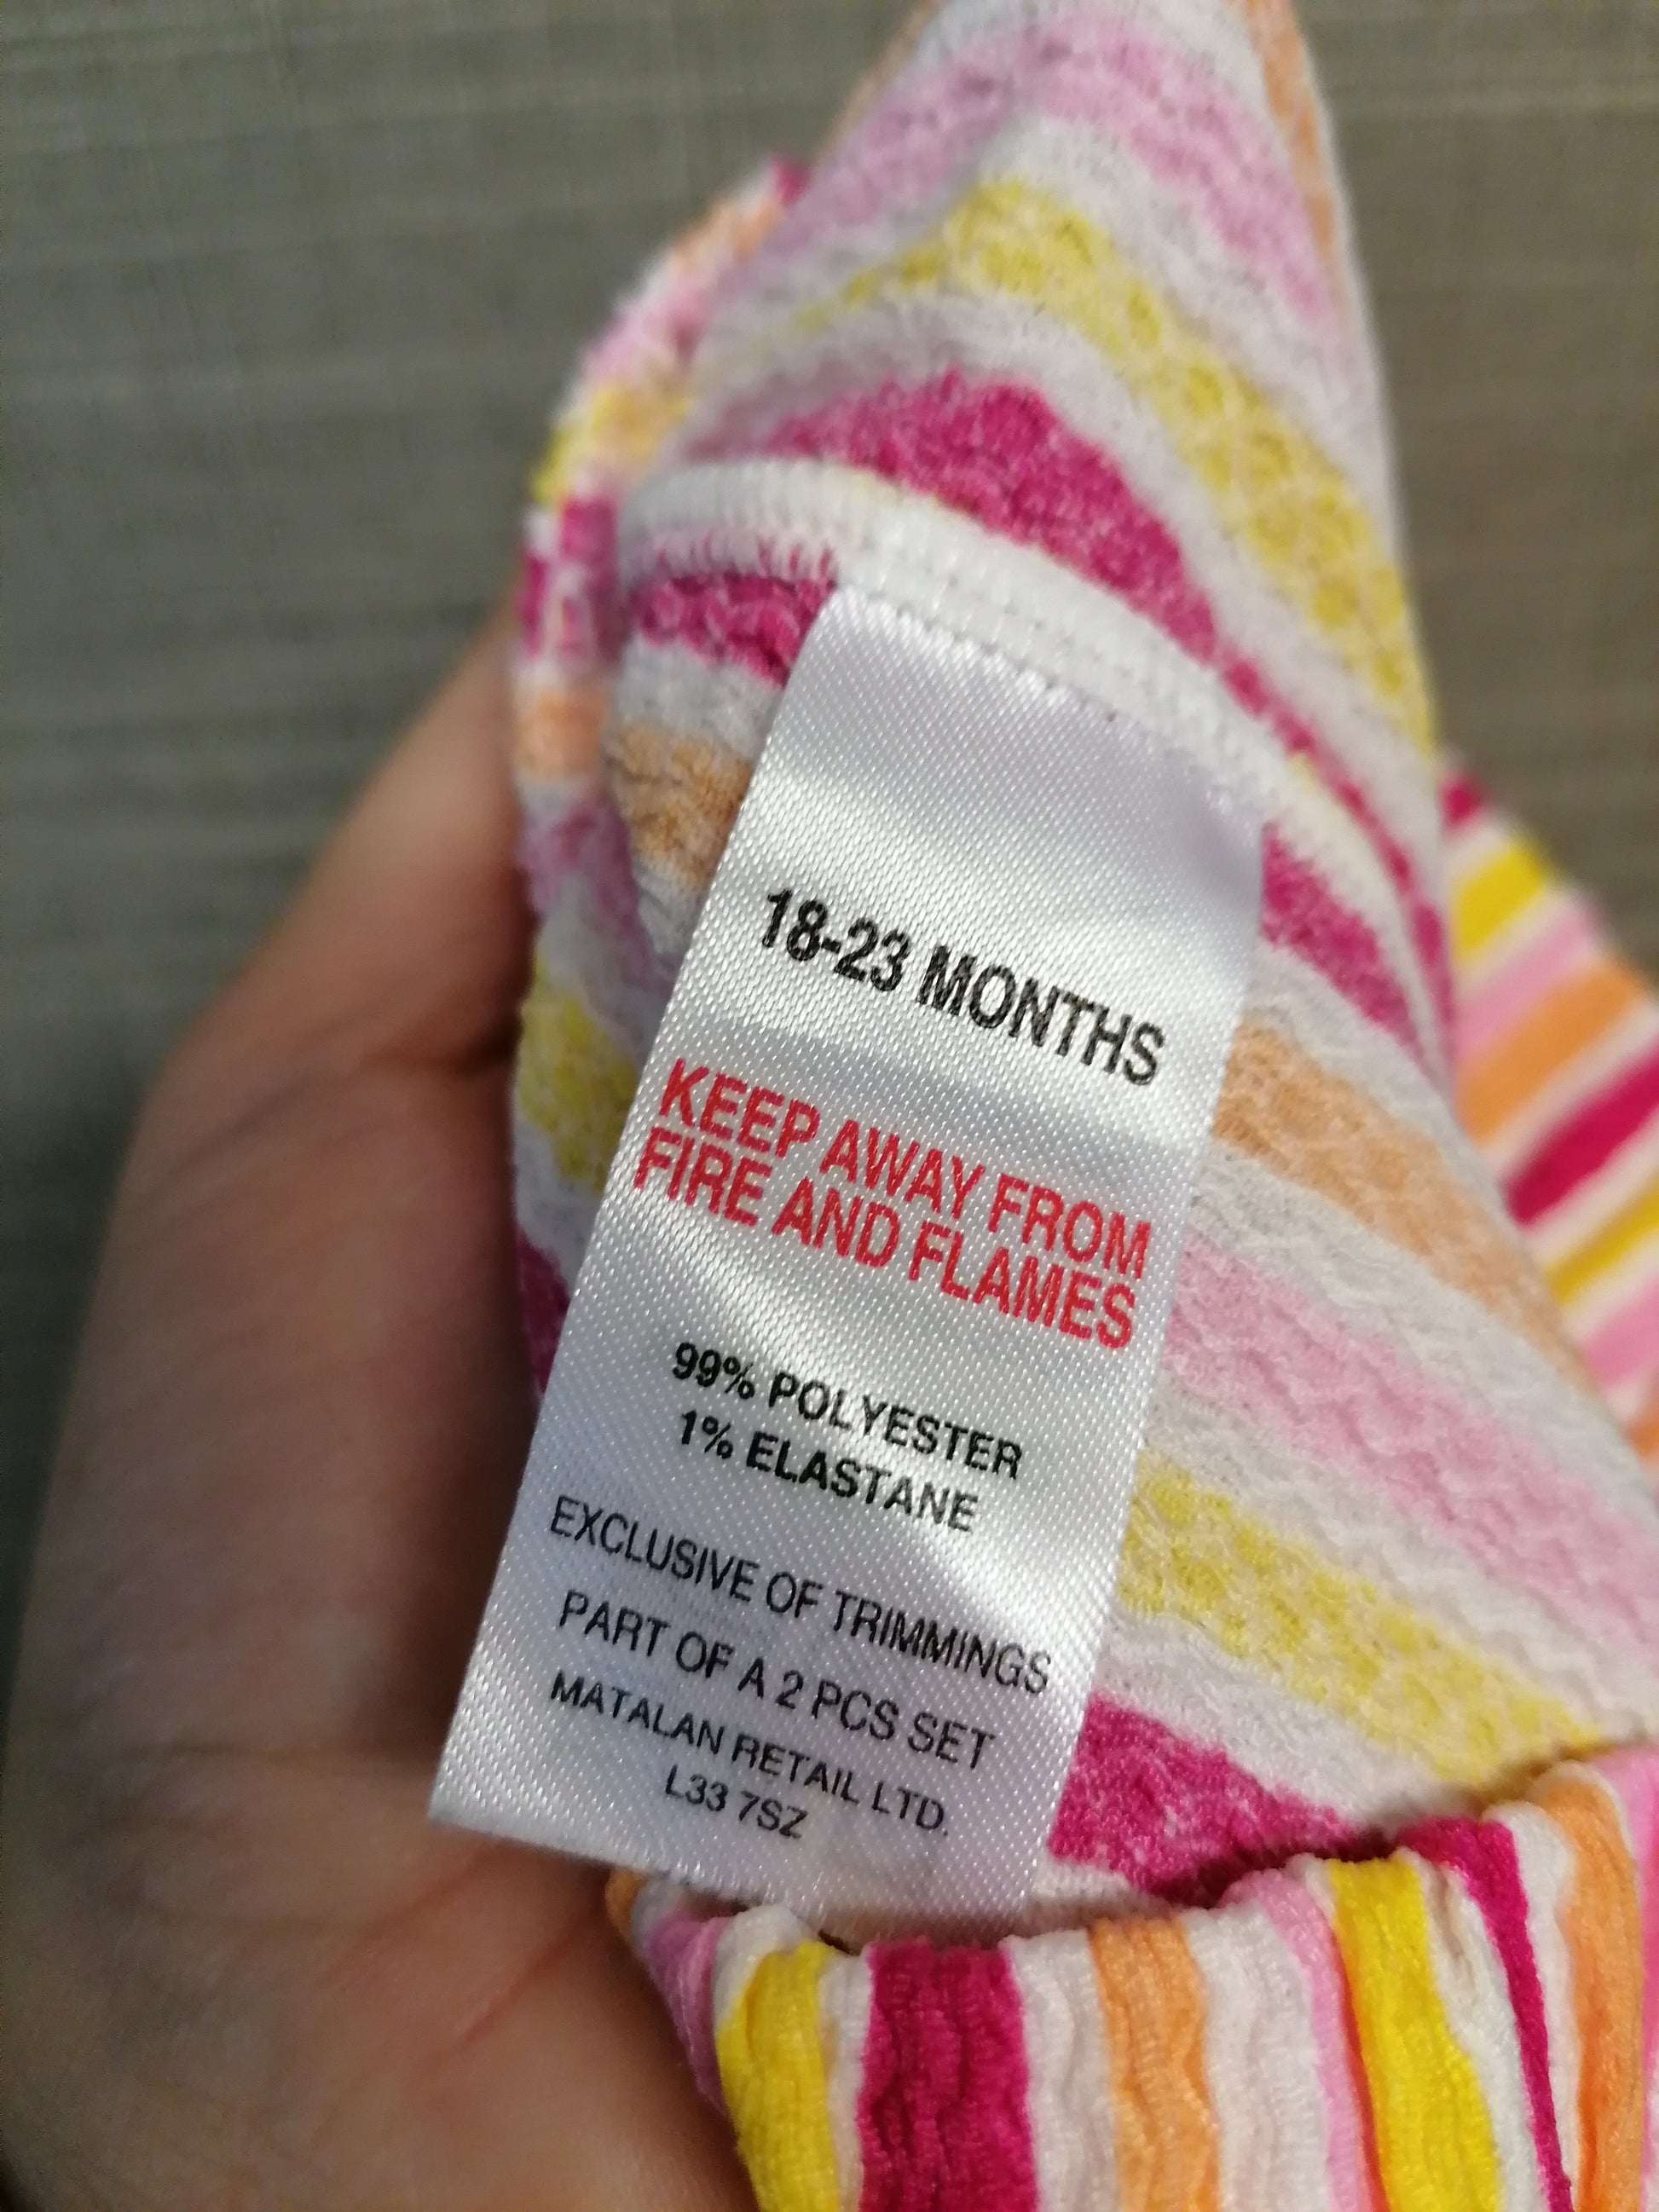 18-23 MONTHS
KEEP AWAY FROM
FIRE AND FLAMES
99% POLYESTER
1% ELASTANE
EXCLUSIVE OF TRIMMINGS
PART OF A 2 PCS SET
MATALAN RETAIL LTD.
L33 7SZ